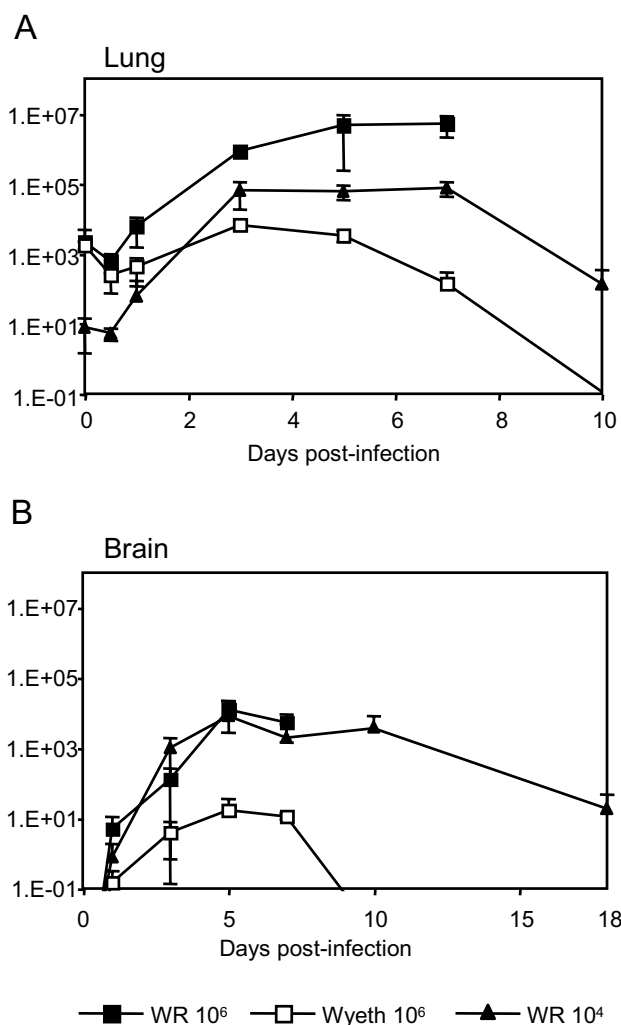 A
Lung
1.E+07
1.E+05
1.E+03
1.E+01
1.E-01
0 2 4 6 8 10
Days post-infection
B
Brain
1.E+07
1.E+05
1.E+03
1.E+01
1.E-01
0 5 10 15 18
Days post-infection
WR 10⁶ Wyeth 10⁶ WR 10⁴